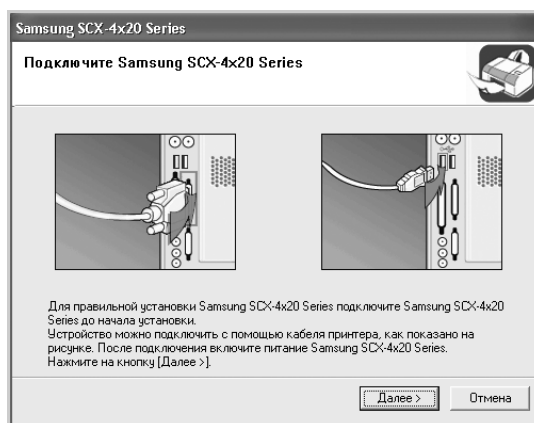 Samsung SCX-4x20 Series
Подключите Samsung SCX-4x20 Series
Для правильной установки Samsung SCX-4x20 Series подключите Samsung SCX-4x20
Series до начала установки.
Устройство можно подключить с помощью кабеля принтера, как показано на
рисунке. После подключения включите питание Samsung SCX-4x20 Series.
Нажмите на кнопку [Далее >].
Далее >
Отмена